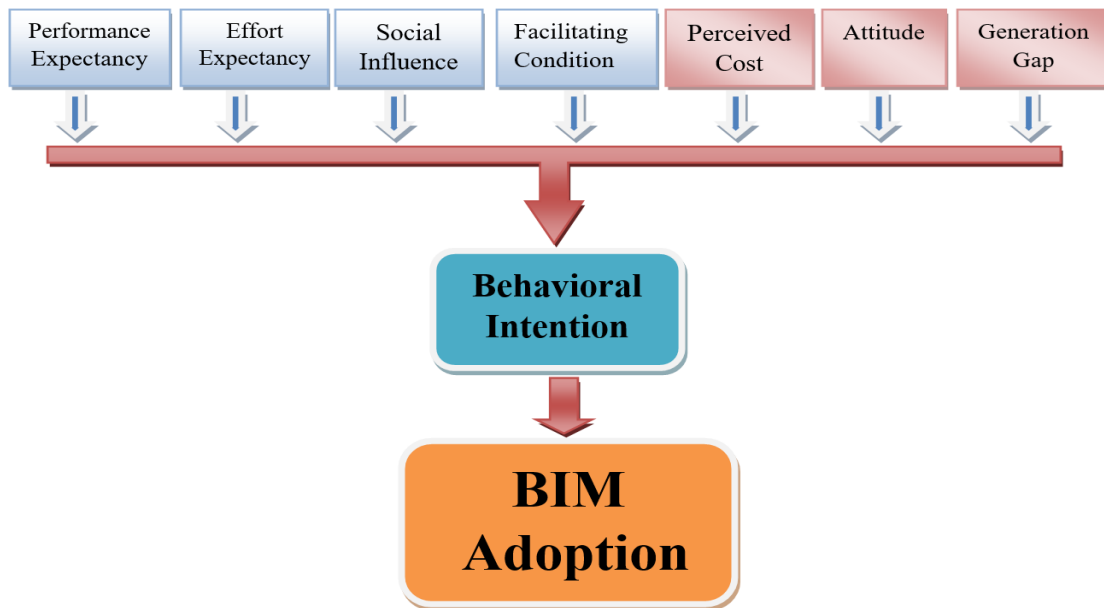 Performance
Expectancy
Effort
Expectancy
Social
Influence
Facilitating
Condition
Perceived
Cost
Attitude
Generation
Gap
Behavioral
Intention
BIM
Adoption